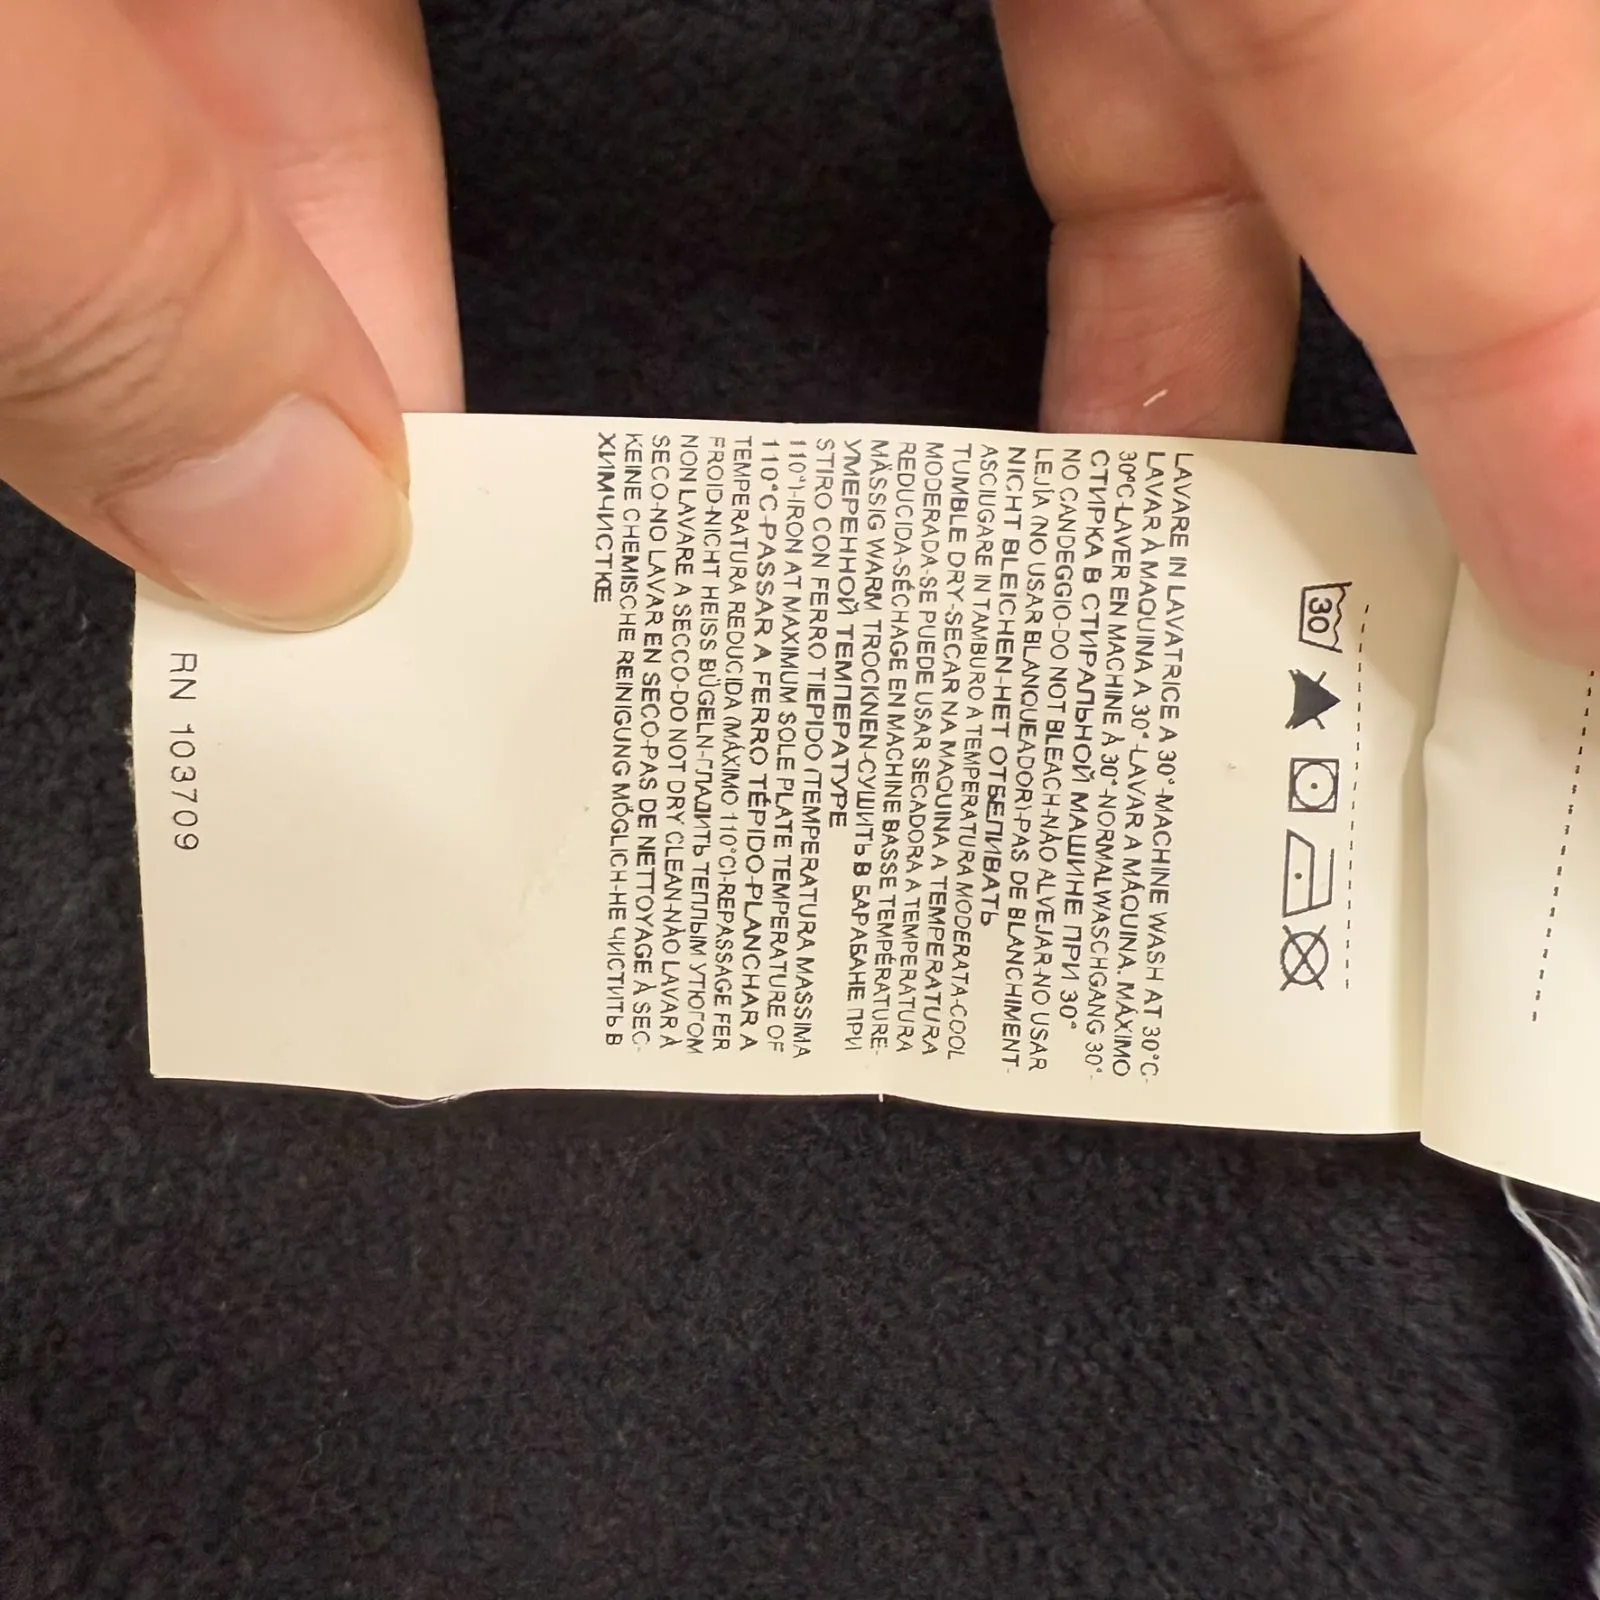 30
LAVARE IN LAVATRICE A 30°-MACHINE WASH AT 30°C-
LAVAR À MAQUINA A 30°-LAVAR A MÁQUINA. MÁXIMO
30°C-LAVER EN MACHINE À 30°-NORMALWASCHGANG 30°-
СТИРКА В СТИРАЛЬНОЙ МАШИНЕ ПРИ 30°
NO CANDEGGIO-DO NOT BLEACH-NÃO ALVEJAR-NO USAR
LEJÍA (NO USAR BLANQUEADOR)-PAS DE BLANCHIMENT-
NICHT BLEICHEN-НЕТ ОТБЕЛИВАТЬ
ASCIUGARE IN TAMBURO A TEMPERATURA MODERATA-COOL
TUMBLE DRY-SECAR NA MAQUINA A TEMPERATURA
MODERADA-SE PUEDE USAR SECADORA A TEMPERATURA
REDUCIDA-SÉCHAGE EN MACHINE BASSE TEMPÉRATURE-
MÄSSIG WARM TROCKNEN-СУШИТЬ В БАРАБАНЕ ПРИ
УМЕРЕННОЙ ТЕМПЕРАТУРЕ
STIRO CON FERRO TIEPIDO (TEMPERATURA MASSIMA
110°)-IRON AT MAXIMUM SOLE PLATE TEMPERATURE OF
110°C-PASSAR A FERRO TÉPIDO-PLANCHAR A
TEMPERATURA REDUCIDA (MÁXIMO 110°C)-REPASSAGE FER
FROID-NICHT HEISS BÜGELN-ГЛАДИТЬ ТЕПЛЫМ УТЮГОМ
NON LAVARE A SECCO-DO NOT DRY CLEAN-NÃO LAVAR À
SECO-NO LAVAR EN SECO-PAS DE NETTOYAGE À SEC-
KEINE CHEMISCHE REINIGUNG MÖGLICH-НЕ ЧИСТИТЬ В
ХИМЧИСТКЕ
RN 103709